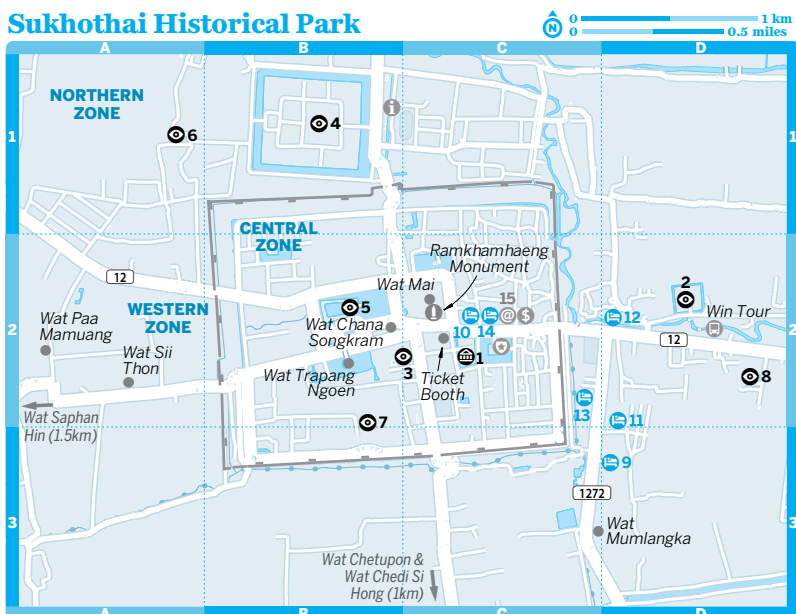 Sukhothai Historical Park
N
0
1 km
0
0.5 miles
A
B
C
D
1
1
NORTHERN
ZONE
6
4
i
CENTRAL
ZONE
Ramkhamhaeng
Monument
12
Wat Mai
2
WESTERN
ZONE
5
15
@
$
12
Win Tour
2
2
Wat Paa
Mamuang
Wat Chana
Songkram
10
14
12
Wat Sii
Thon
3
1
Wat Trapang
Ngoen
Ticket
Booth
8
Wat Saphan
Hin (1.5km)
13
7
11
9
1272
3
3
Wat
Mumlangka
Wat Chetupon &
Wat Chedi Si
Hong (1km)
A
B
C
D